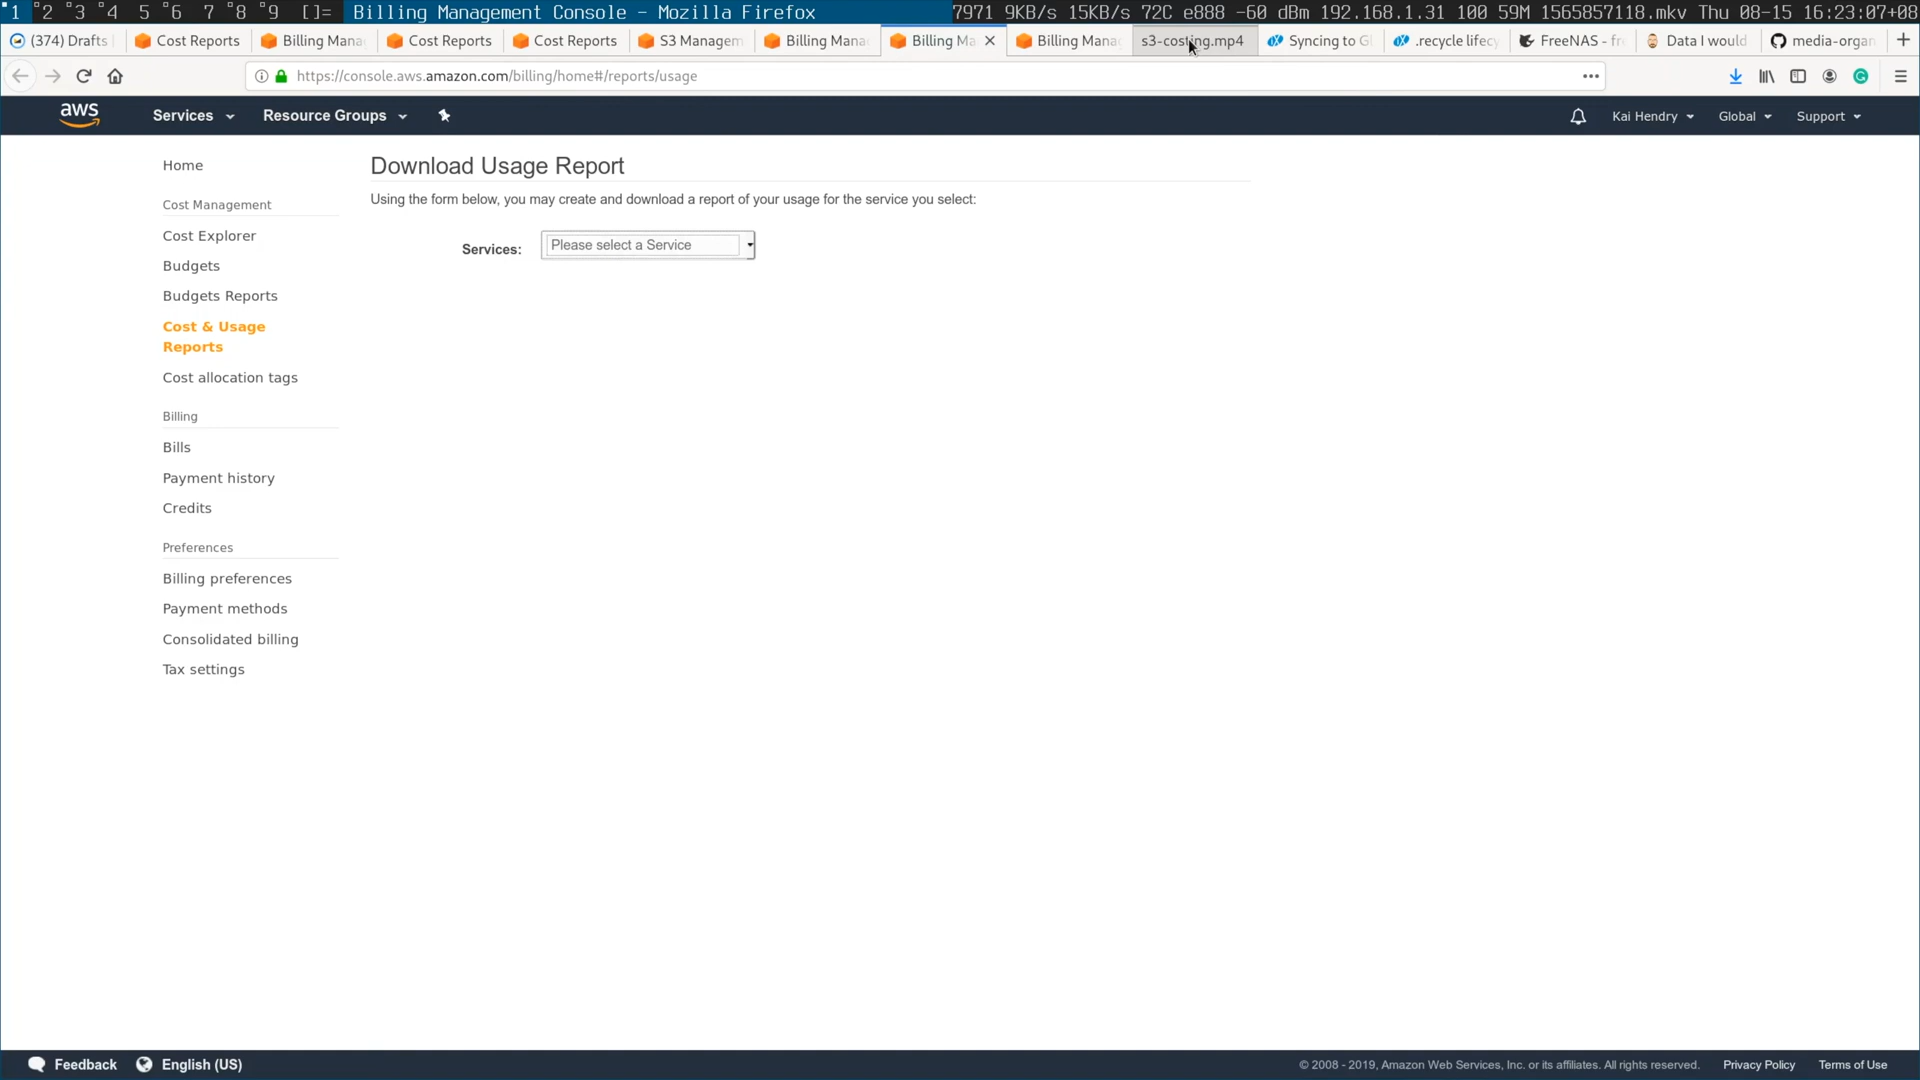 1 2 3 4 5 6 7 8 9 []= Billing Management Console - Mozilla Firefox 7971 9KB/s 15KB/s 72C e888 -60 dBm 192.168.1.31 100 59M 1565857118.mkv Thu 08-15 16:23:07+08
(374) Drafts Cost Reports Billing Mana Cost Reports Cost Reports S3 Managem Billing Mana Billing Ma Billing Mana s3-costing.mp4 Syncing to Gl .recycle lifecy FreeNAS - fr Data I would media-organ
https://console.aws.amazon.com/billing/home#/reports/usage
aws Services Resource Groups Kai Hendry Global Support
Home
Cost Management
Cost Explorer
Budgets
Budgets Reports
Cost & Usage
Reports
Cost allocation tags
Billing
Bills
Payment history
Credits
Preferences
Billing preferences
Payment methods
Consolidated billing
Tax settings
Download Usage Report
Using the form below, you may create and download a report of your usage for the service you select:
Services: Please select a Service
Feedback English (US) © 2008 - 2019, Amazon Web Services, Inc. or its affiliates. All rights reserved. Privacy Policy Terms of Use